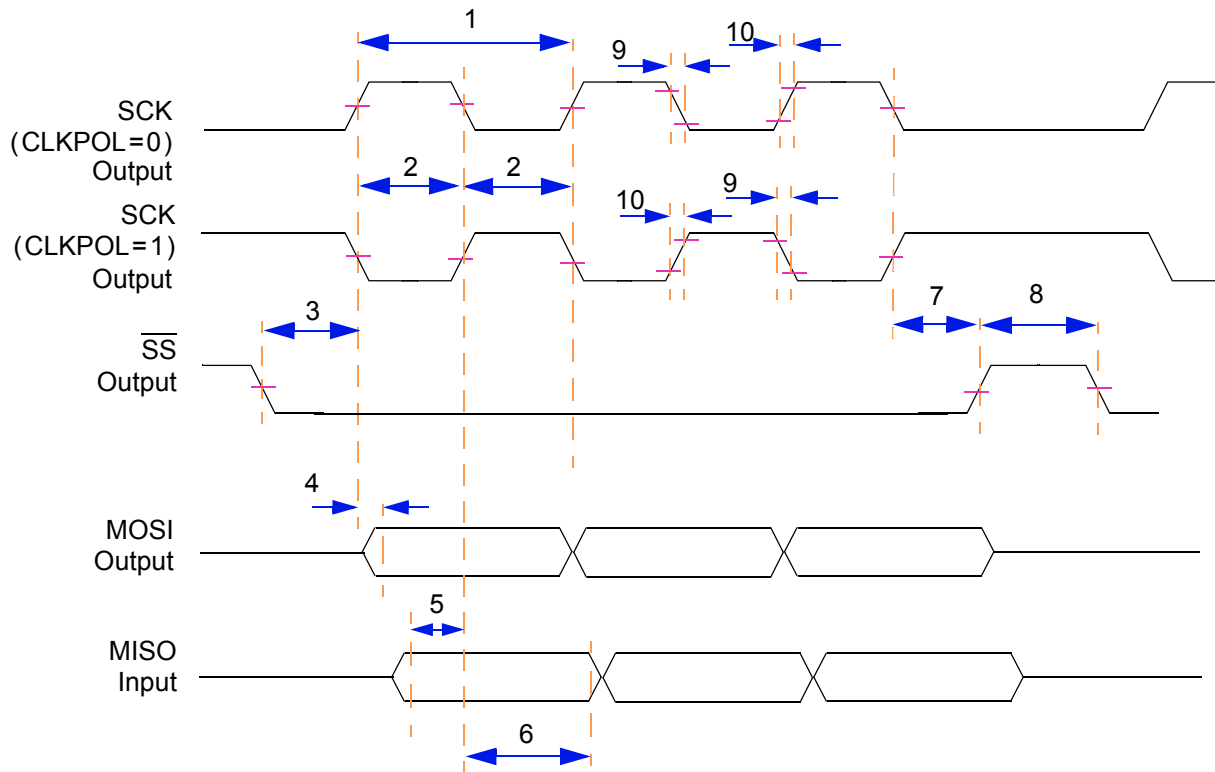 1
9
10
SCK
(CLKPOL=0)
Output
2
2
SCK
(CLKPOL=1)
Output
10
9
3
7
8
SS
Output
4
MOSI
Output
5
MISO
Input
6